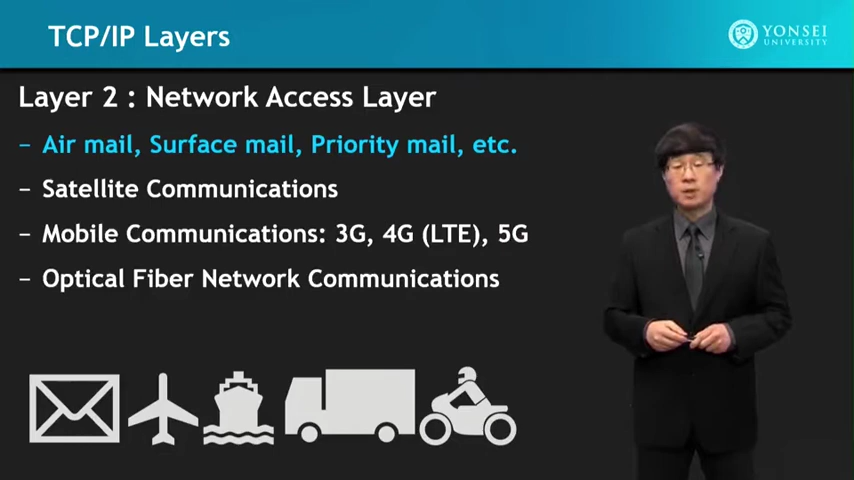 TCP/IP Layers
YONSEI
UNIVERSITY
Layer 2 : Network Access Layer
– Air mail, Surface mail, Priority mail, etc.
– Satellite Communications
– Mobile Communications: 3G, 4G (LTE), 5G
– Optical Fiber Network Communications